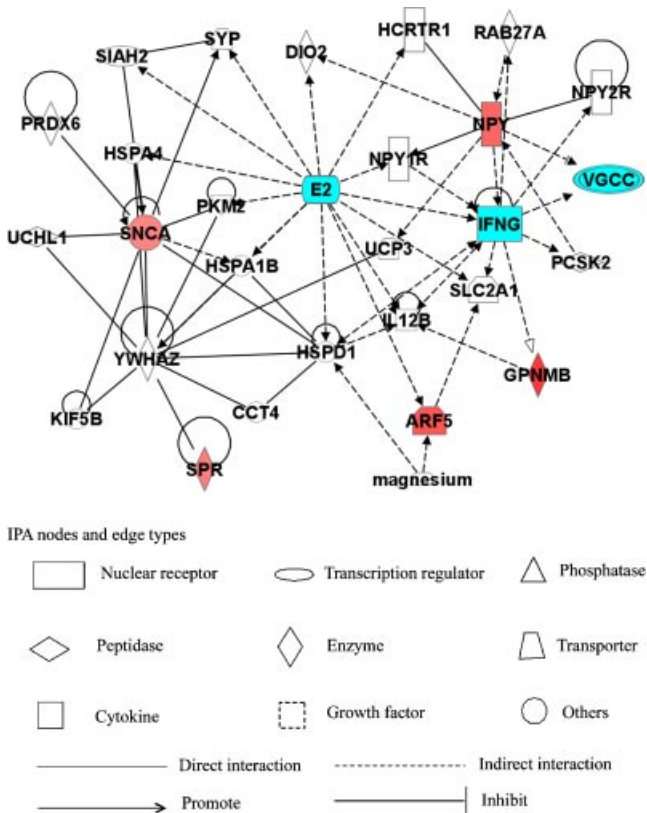 HCRTR1
SYP
RAB27A
DIO2
SIAH2
NPY2R
PRDX6
NPY
HSPA4
NPY1R
VGCC
E2
PKM2
SNCA
IFNG
UCHL1
UCP3
HSPA1B
PCSK2
SLC2A1
IL12B
YWHAZ
HSPD1
GPNMB
KIF5B
CCT4
ARF5
SPR
magnesium
IPA nodes and edge types
Nuclear receptor
Transcription regulator
Phosphatase
Peptidase
Enzyme
Transporter
Cytokine
Growth factor
Others
Direct interaction
Indirect interaction
Promote
Inhibit